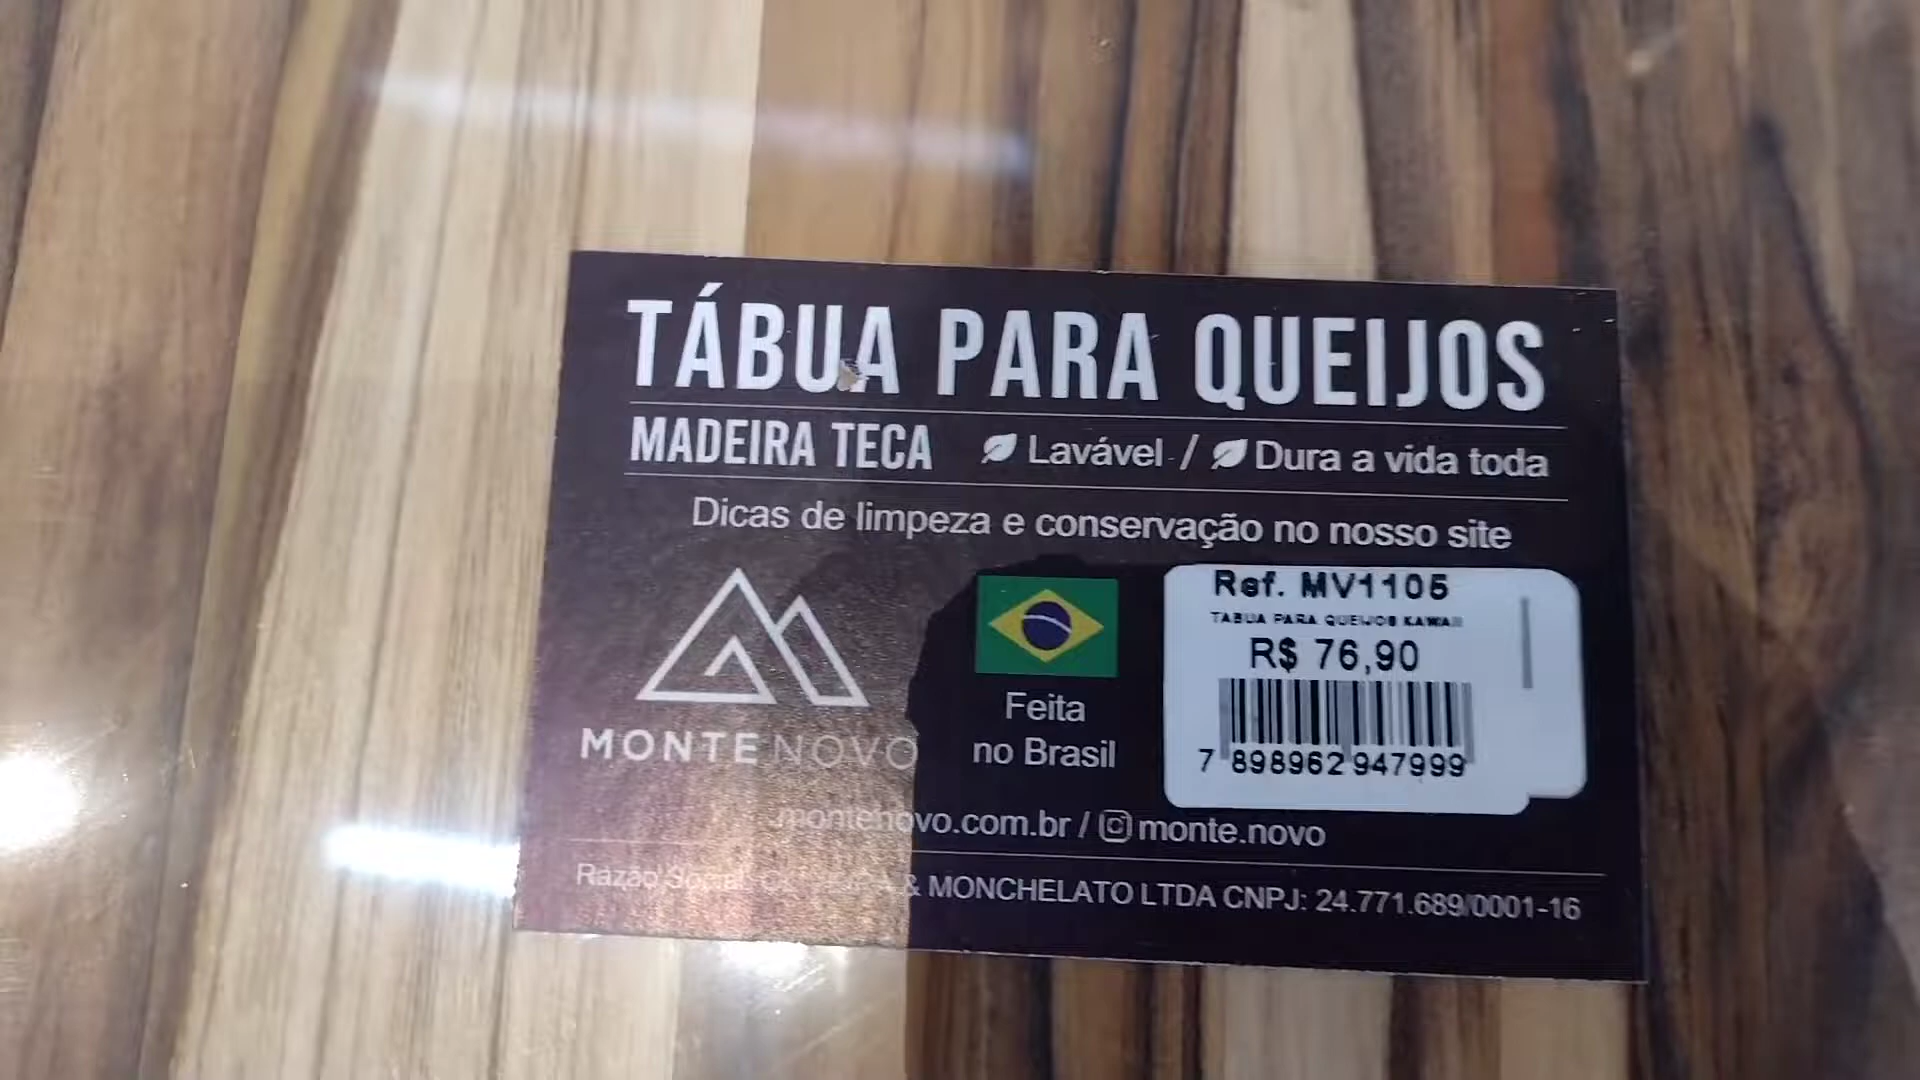 TÁBUA PARA QUEIJOS
MADEIRA TECA Lavável / Dura a vida toda
Dicas de limpeza e conservação no nosso site
Ref. MV1105
TABUA PARA QUEIJOS KAWAII
R$ 76,90
7 898962 947999
MONTE NOVO
Feita
no Brasil
montenovo.com.br / monte.novo
Razão Social & MONCHELATO LTDA CNPJ: 24.771.689/0001-16